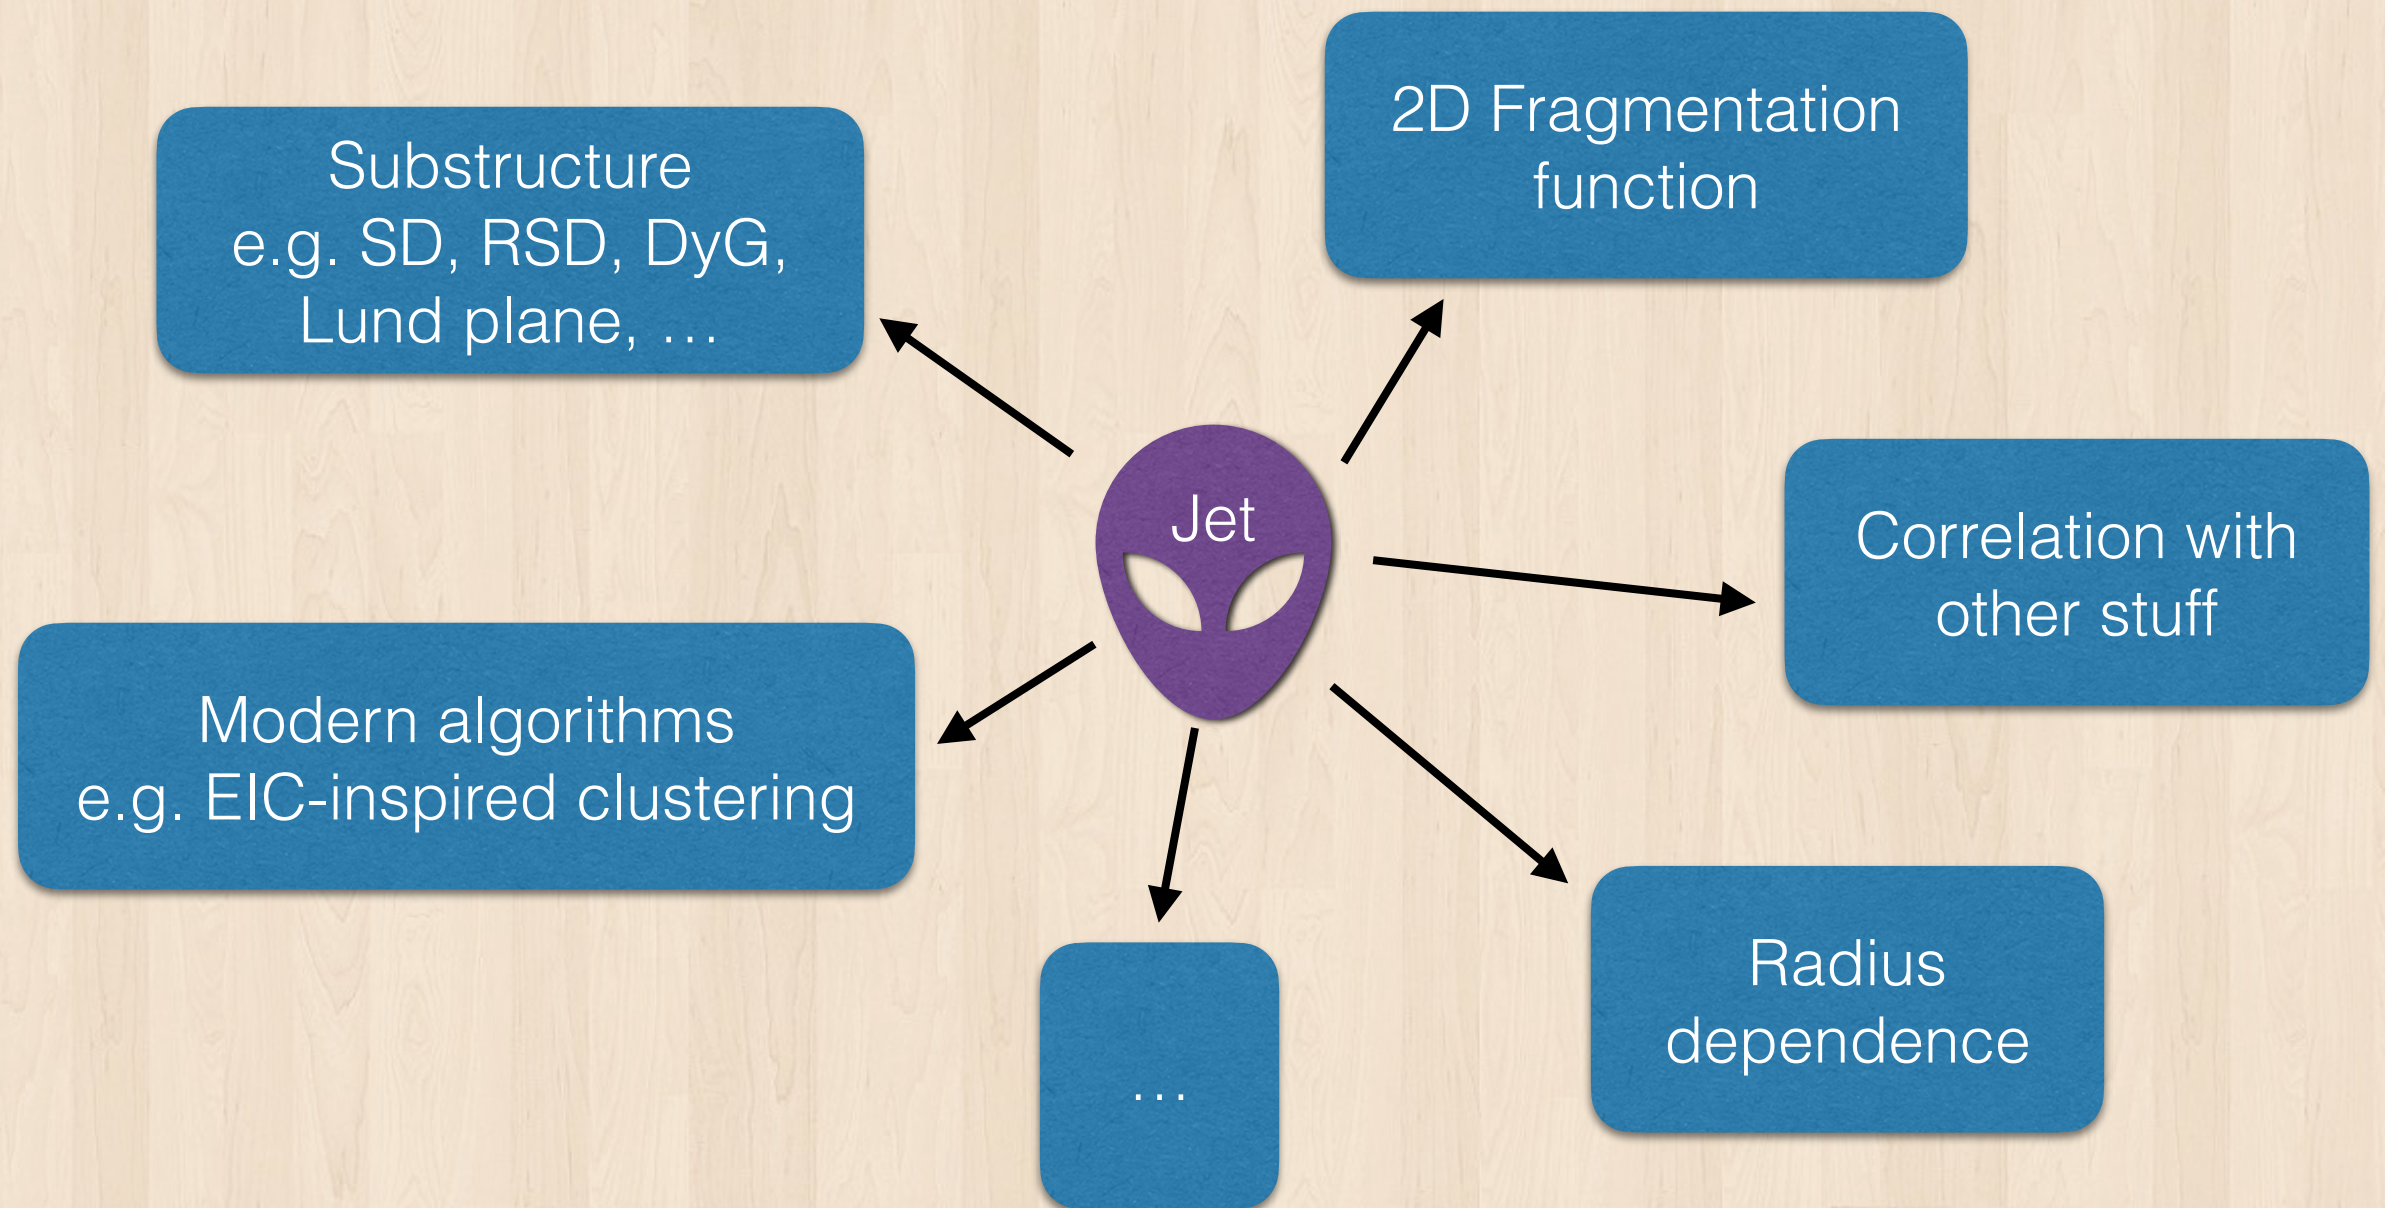 2D Fragmentation
function
Substructure
e.g. SD, RSD, DyG,
Lund plane, …
Jet
Correlation with
other stuff
Modern algorithms
e.g. EIC-inspired clustering
Radius
dependence
…